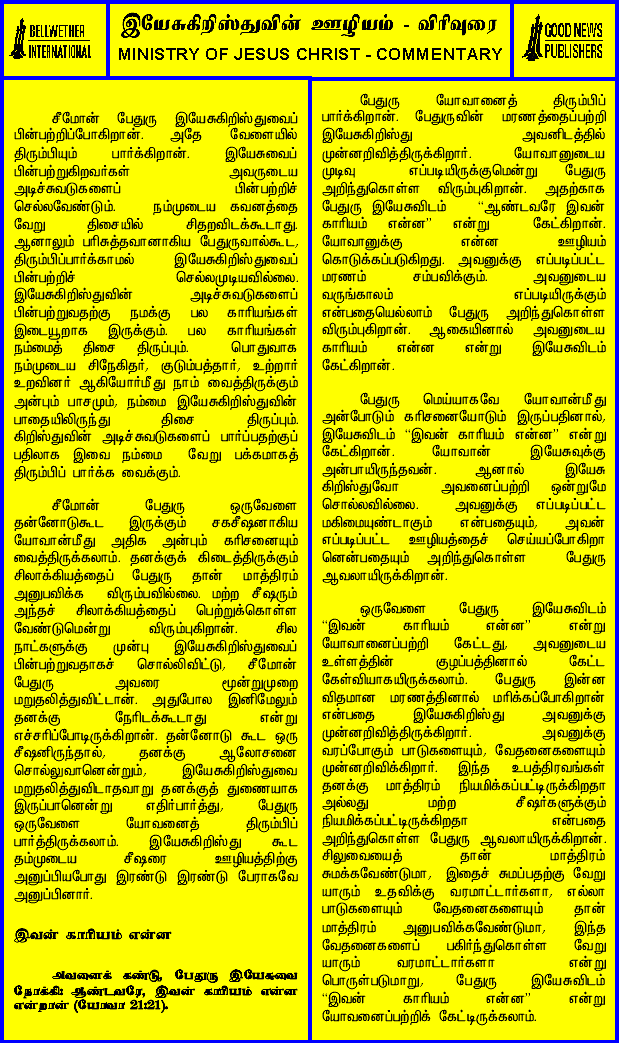 BELLWETHER
INTERNATIONAL
இயேசுகிறிஸ்துவின் ஊழியம் - விரிவுரை
MINISTRY OF JESUS CHRIST - COMMENTARY
GOOD NEWS
PUBLISHERS
சீமோன் பேதுரு இயேசுகிறிஸ்துவைப்
பின்பற்றிப்போகிறான். அதே வேளையில்
திரும்பியும் பார்க்கிறான். இயேசுவைப்
பின்பற்றுகிறவர்கள் அவருடைய
அடிச்சுவடுகளைப் பின்பற்றிச்
செல்லவேண்டும். நம்முடைய கவனத்தை
வேறு திசையில் சிதறவிடக்கூடாது.
ஆனாலும் பரிசுத்தவானாகிய பேதுருவால்கூட,
திரும்பிப்பார்க்காமல் இயேசுவைப்
பின்பற்றிச் செல்லமுடியவில்லை.
இயேசுகிறிஸ்துவின் அடிச்சுவடுகளைப்
பின்பற்றுவதற்கு நமக்கு பல காரியங்கள்
இடையூறாக இருக்கும். பல காரியங்கள்
நம்மைத் திசை திருப்பும். பொதுவாக
நம்முடைய சிநேகிதர், குடும்பத்தார், உற்றார்
உறவினர் ஆகியோர்மீது நாம் வைத்திருக்கும்
அன்பும் பாசமும், நம்மை இயேசுகிறிஸ்துவின்
பாதையிலிருந்து திசை திருப்பும்.
கிறிஸ்துவின் அடிச்சுவடுகளைப் பார்ப்பதற்குப்
பதிலாக இவை நம்மை வேறு பக்கமாகத்
திரும்பிப் பார்க்க வைக்கும்.
சீமோன் பேதுரு ஒருவேளை
தன்னோடுகூட இருக்கும் சகசீஷனாகிய
யோவான்மீது அதிக அன்பும் கரிசனையும்
வைத்திருக்கலாம். தனக்குக் கிடைத்திருக்கும்
சிலாக்கியத்தைப் பேதுரு தான் மாத்திரம்
அனுபவிக்க விரும்பவில்லை. மற்ற சீஷரும்
அந்தச் சிலாக்கியத்தைப் பெற்றுக்கொள்ள
வேண்டுமென்று விரும்புகிறான். சில
நாட்களுக்கு முன்பு இயேசுகிறிஸ்துவைப்
பின்பற்றுவதாகச் சொல்லிவிட்டு, சீமோன்
பேதுரு அவரை மூன்றுமுறை
மறுதலித்துவிட்டான். அதுபோல இனிமேலும்
தனக்கு நேரிடக்கூடாது என்று
எச்சரிப்போடிருகிறான். தன்னோடு கூட ஒரு
சீஷனிருந்தால், தனக்கு ஆலோசனை
சொல்லுவானென்றும், இயேசுகிறிஸ்துவை
மறுதலித்துவிடாதவாறு தனக்குத் துணையாக
இருப்பானென்று எதிர்பார்த்து, பேதுரு
ஒருவேளை யோவனைத் திரும்பிப்
பார்த்திருக்கலாம். இயேசுகிறிஸ்து கூட
தம்முடைய சீஷரை ஊழியத்திற்கு
அனுப்பியபோது இரண்டு இரண்டு பேராகவே
அனுப்பினார்.
இவன் காரியம் என்ன
அவனைக் கண்டு, பேதுரு இயேசுவை
நோக்கி: ஆண்டவரே, இவன் காரியம் என்ன
என்றான் (யோவா 21:21).
பேதுரு யோவானைத் திரும்பிப்
பார்க்கிறான். பேதுருவின் மரணத்தைப்பற்றி
இயேசுகிறிஸ்து அவனிடத்தில்
முன்னறிவித்திருக்கிறார். யோவானுடைய
முடிவு எப்படியிருக்குமென்று பேதுரு
அறிந்துகொள்ள விரும்புகிறான். அதற்காக
பேதுரு இயேசுவிடம் “ஆண்டவரே இவன்
காரியம் என்ன” என்று கேட்கிறான்.
யோவானுக்கு என்ன ஊழியம்
கொடுக்கப்படுகிறது. அவனுக்கு எப்படிப்பட்ட
மரணம் சம்பவிக்கும். அவனுடைய
வருங்காலம் எப்படியிருக்கும்
என்பதையெல்லாம் பேதுரு அறிந்துகொள்ள
விரும்புகிறான். ஆகையினால் அவனுடைய
காரியம் என்ன என்று இயேசுவிடம்
கேட்கிறான்.
பேதுரு மெய்யாகவே யோவான்மீது
அன்போடும் கரிசனையோடும் இருப்பதினால்,
இயேசுவிடம் “இவன் காரியம் என்ன” என்று
கேட்கிறான். யோவான் இயேசுவுக்கு
அன்பாயிருந்தவன். ஆனால் இயேசு
கிறிஸ்துவோ அவனைப்பற்றி ஒன்றுமே
சொல்லவில்லை. அவனுக்கு எப்படிப்பட்ட
மகிமையுண்டாகும் என்பதையும், அவன்
எப்படிப்பட்ட ஊழியத்தைச் செய்யப்போகிறா
னென்பதையும் அறிந்துகொள்ள பேதுரு
ஆவலாயிருக்கிறான்.
ஒருவேளை பேதுரு இயேசுவிடம்
“இவன் காரியம் என்ன” என்று
யோவானைப்பற்றி கேட்டது, அவனுடைய
உள்ளத்தின் குழப்பத்தினால் கேட்ட
கேள்வியாகயிருக்கலாம். பேதுரு இன்ன
விதமான மரணத்தினால் மரிக்கப்போகிறான்
என்பதை இயேசுகிறிஸ்து அவனுக்கு
முன்னறிவித்திருக்கிறார். அவனுக்கு
வரப்போகும் பாடுகளையும், வேதனைகளையும்
முன்னறிவிக்கிறார். இந்த உபத்திரவங்கள்
தனக்கு மாத்திரம் நியமிக்கப்பட்டிருக்கிறதா
அல்லது மற்ற சீஷர்களுக்கும்
நியமிக்கப்பட்டிருக்கிறதா என்பதை
அறிந்துகொள்ள பேதுரு ஆவலாயிருக்கிறான்.
சிலுவையைத் தான் மாத்திரம்
சுமக்கவேண்டுமா, இதைச் சுமப்பதற்கு வேறு
யாரும் உதவிக்கு வரமாட்டார்களா, எல்லா
பாடுகளையும் வேதனைகளையும் தான்
மாத்திரம் அனுபவிக்கவேண்டுமா, இந்த
வேதனைகளைப் பகிர்ந்துகொள்ள வேறு
யாரும் வரமாட்டார்களா என்று
பொருள்படுமாறு, பேதுரு இயேசுவிடம்
“இவன் காரியம் என்ன” என்று
யோவனைப்பற்றிக் கேட்டிருக்கலாம்.